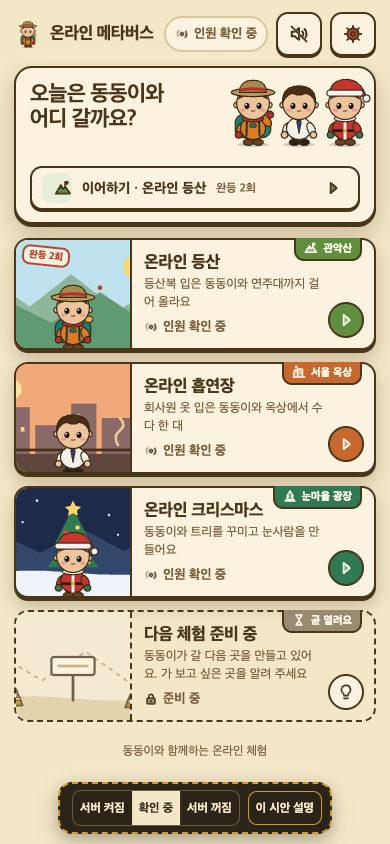 온라인 메타버스
인원 확인 중
오늘은 동동이와
어디 갈까요?
이어하기 · 온라인 등산 완등 2회
완등 2회
관악산
온라인 등산
등산복 입은 동동이와 연주대까지 걸
어 올라요
인원 확인 중
서울 옥상
온라인 흡연장
회사원 옷 입은 동동이와 옥상에서 수
다 한 대
인원 확인 중
눈마을 광장
온라인 크리스마스
동동이와 트리를 꾸미고 눈사람을 만
들어요
인원 확인 중
곧 열려요
다음 체험 준비 중
동동이가 갈 다음 곳을 만들고 있어
요. 가 보고 싶은 곳을 알려 주세요
준비 중
동동이와 함께하는 온라인 체험
서버 켜짐 확인 중 서버 꺼짐 이 시안 설명